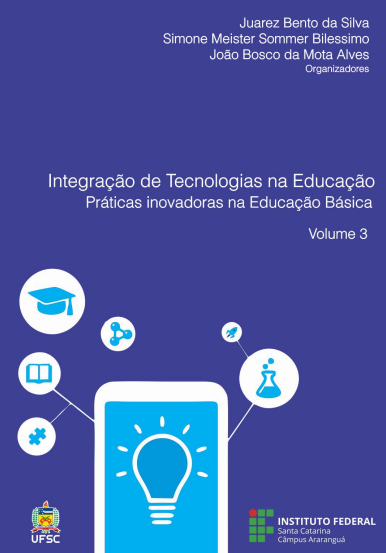 Juarez Bento da Silva
Simone Meister Sommer Bilessimo
João Bosco da Mota Alves
Organizadores
Integração de Tecnologias na Educação
Práticas inovadoras na Educação Básica
Volume 3
UFSC
INSTITUTO FEDERAL
Santa Catarina
Câmpus Araranguá